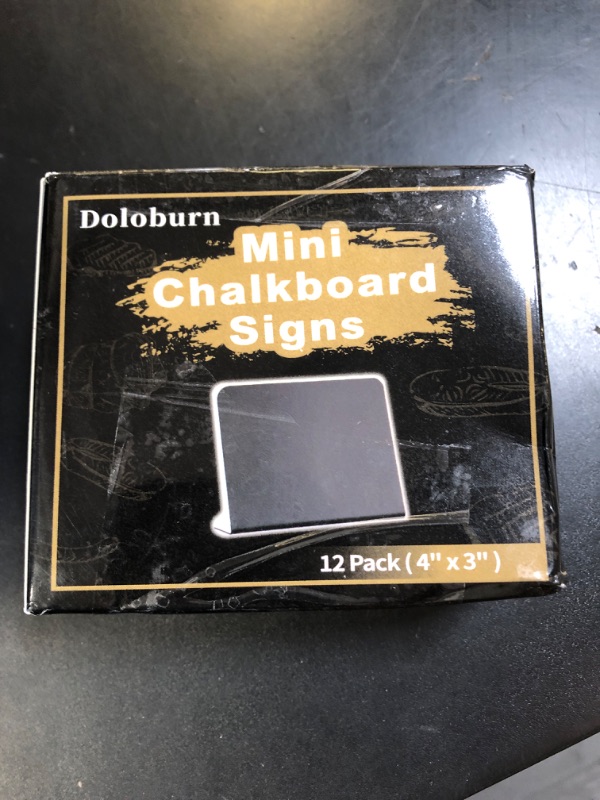 Doloburn
Mini
Chalkboard
Signs
12 Pack ( 4" x 3" )